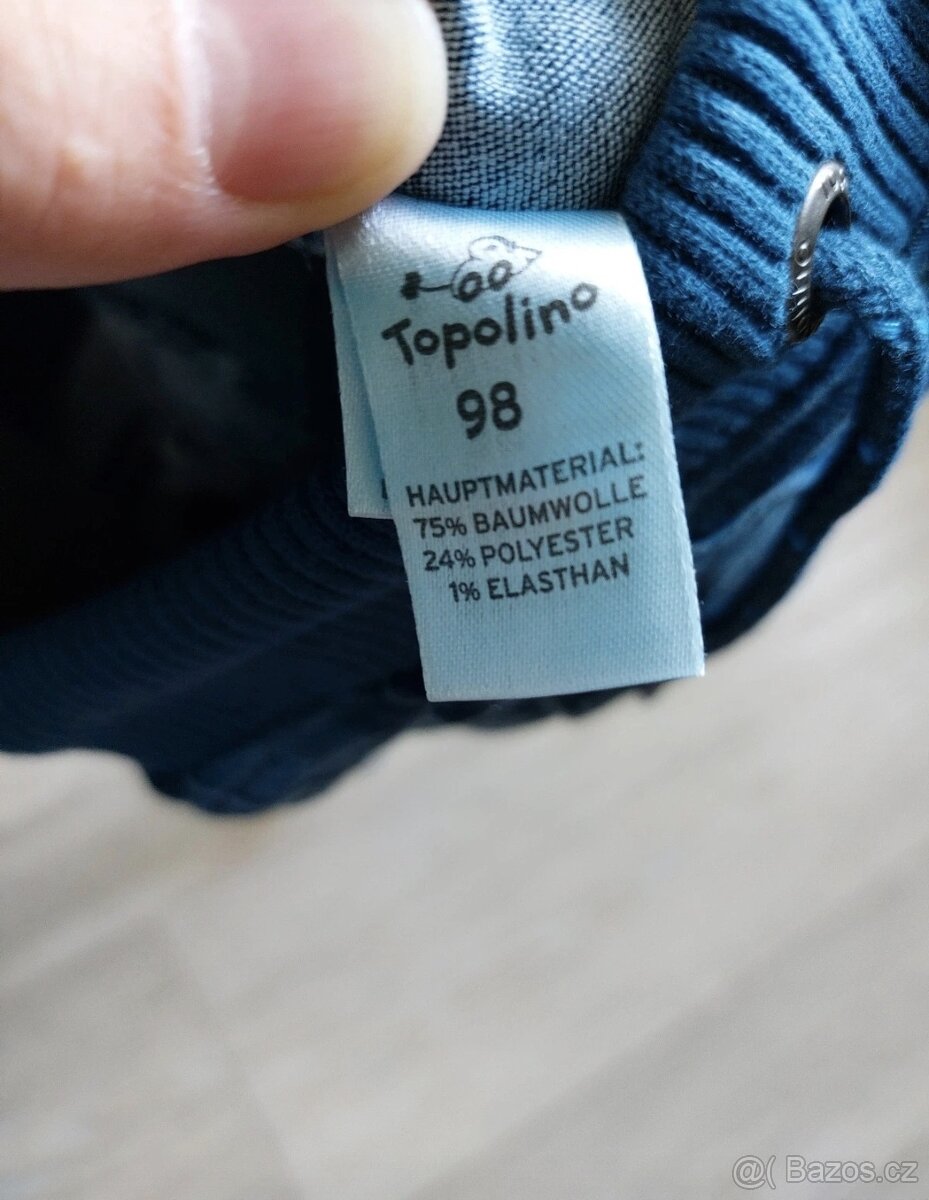 Topolino
98
HAUPTMATERIAL:
75% BAUMWOLLE
24% POLYESTER
1% ELASTHAN
@( Bazos.cz